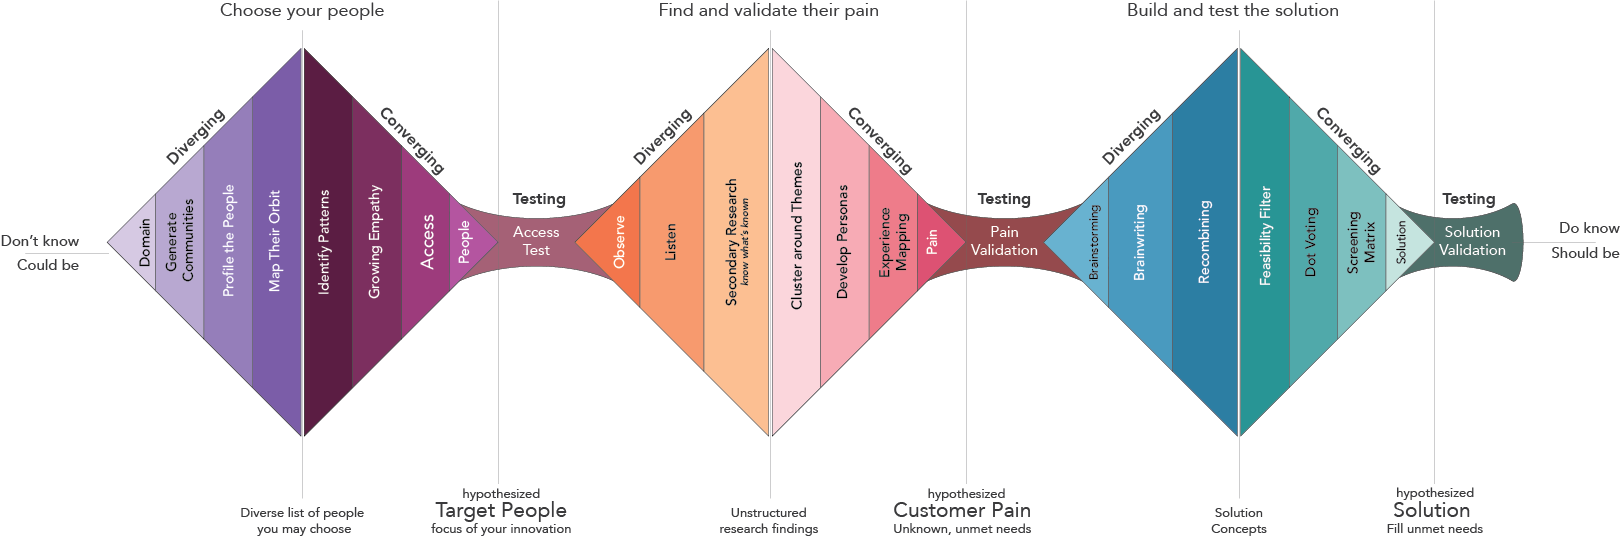 Choose your people
Find and validate their pain
Build and test the solution
Don’t know
Could be
Diverging
Domain
Generate
Communities
Profile the People
Map Their Orbit
Converging
Identify Patterns
Growing Empathy
Access
People
Testing
Access
Test
Diverging
Observe
Listen
Secondary Research
know what's known
Converging
Cluster around Themes
Develop Personas
Experience
Mapping
Pain
Testing
Pain
Validation
Diverging
Brainstorming
Brainwriting
Recombining
Converging
Feasibility Filter
Dot Voting
Screening
Matrix
Solution
Testing
Solution
Validation
Do know
Should be
Diverse list of people
you may choose
hypothesized
Target People
focus of your innovation
Unstructured
research findings
hypothesized
Customer Pain
Unknown, unmet needs
Solution
Concepts
hypothesized
Solution
Fill unmet needs